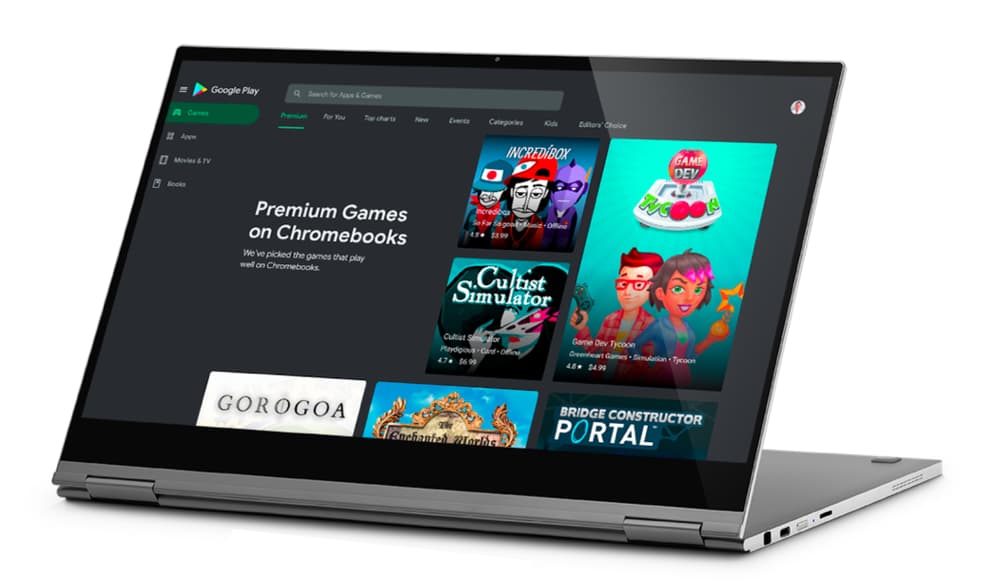 Google Play
Search for Apps & Games
Games
Apps
Movies & TV
Books
Premium
For You
Top charts
New
Events
Categories
Kids
Editors' Choice
Premium Games
on Chromebooks
We've picked the games that play
well on Chromebooks.
INCREDIBOX
Incredibox
So Far So Good • Music • Offline
4.9★ $3.99
Cultist
Simulator
Cultist Simulator
Playdigious • Card • Offline
4.7★ $6.99
GAME
DEV
TYCOON
Game Dev Tycoon
Greenheart Games • Simulation • Tycoon
4.8★ $4.99
GOROGOA
The
Enchanted Worlds
BRIDGE CONSTRUCTOR
PORTAL™